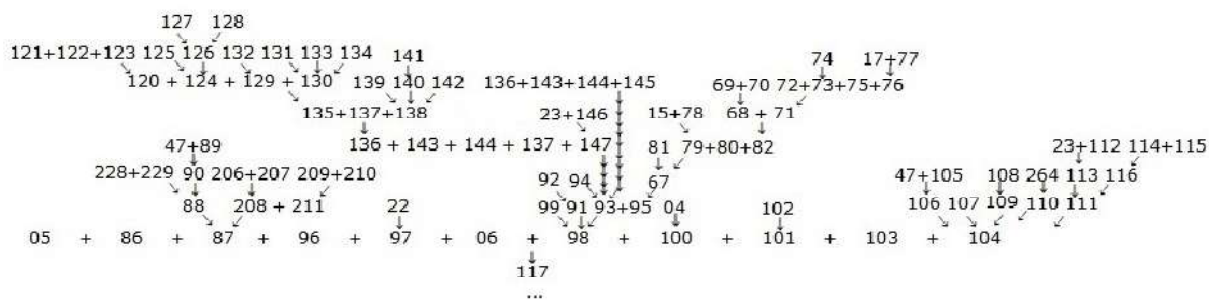 127 128
121+122+123 125 126 132 131 133 134 141 74 17+77
120 + 124 + 129 + 130 139 140 142 136+143+144+145 69+70 72+73+75+76
135+137+138 23+146 15+78 68 + 71
47+89 136 + 143 + 144 + 137 + 147 81 79+80+82 23+112 114+115
228+229 90 206+207 209+210 92 94 67 47+105 108 264 113 116
88 208 + 211 22 99 91 93+95 04 102 106 107 109 110 111
05 + 86 + 87 + 96 + 97 + 06 + 98 + 100 + 101 + 103 + 104
117
...